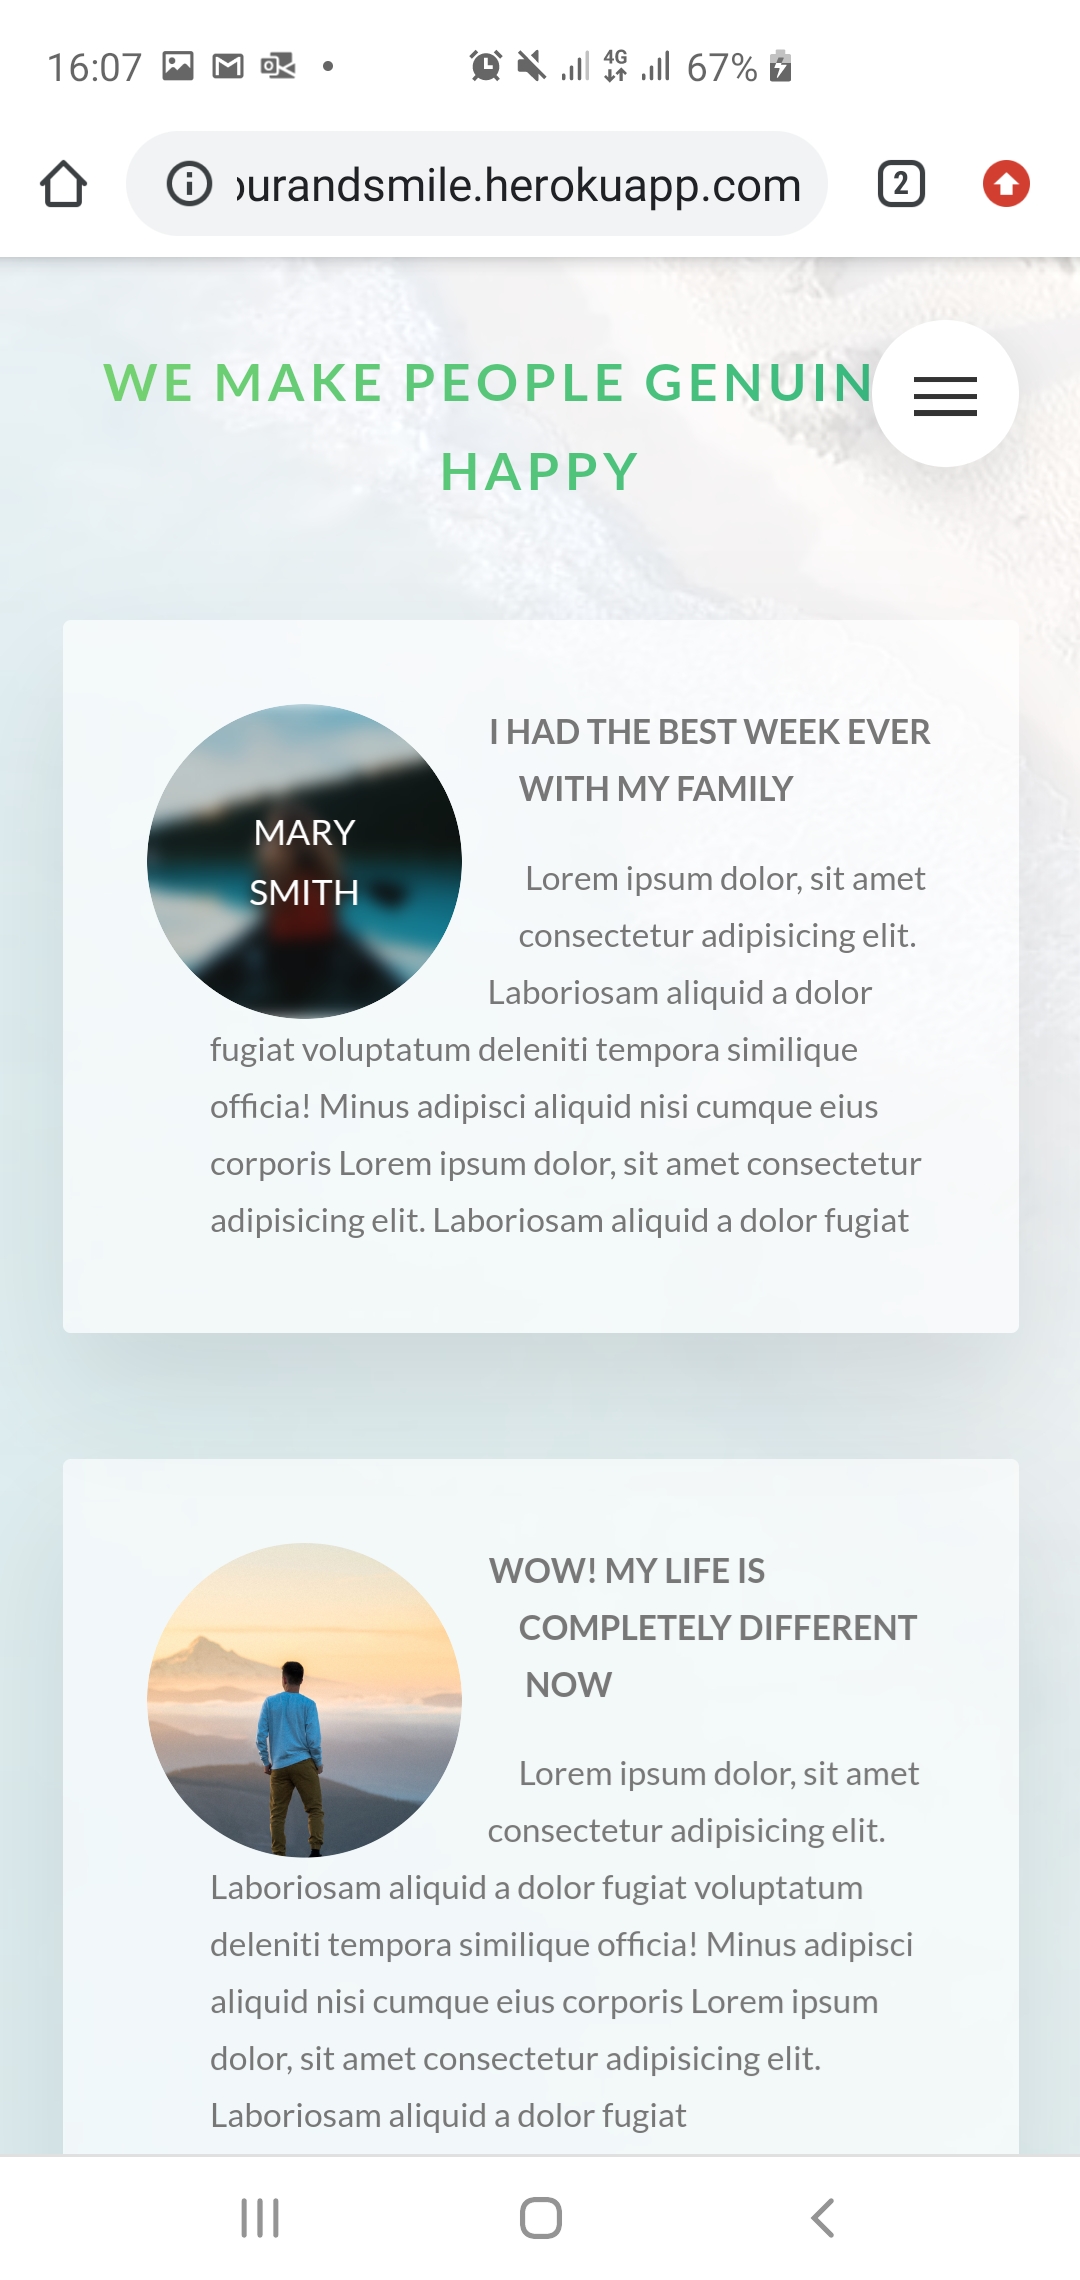 16:07
4G
67%
ourandsmile.herokuapp.com
2
WE MAKE PEOPLE GENUIN
HAPPY
MARY
SMITH
I HAD THE BEST WEEK EVER
WITH MY FAMILY
Lorem ipsum dolor, sit amet
consectetur adipisicing elit.
Laboriosam aliquid a dolor
fugiat voluptatum deleniti tempora similique
officia! Minus adipisci aliquid nisi cumque eius
corporis Lorem ipsum dolor, sit amet consectetur
adipisicing elit. Laboriosam aliquid a dolor fugiat
WOW! MY LIFE IS
COMPLETELY DIFFERENT
NOW
Lorem ipsum dolor, sit amet
consectetur adipisicing elit.
Laboriosam aliquid a dolor fugiat voluptatum
deleniti tempora similique officia! Minus adipisci
aliquid nisi cumque eius corporis Lorem ipsum
dolor, sit amet consectetur adipisicing elit.
Laboriosam aliquid a dolor fugiat